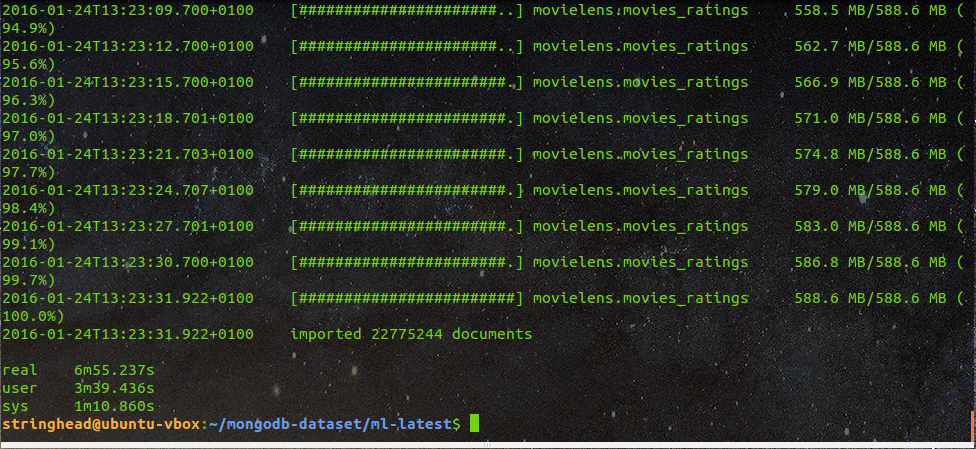 2016-01-24T13:23:09.700+0100 [######################..] movielens.movies_ratings 558.5 MB/588.6 MB (
94.9%)
2016-01-24T13:23:12.700+0100 [######################..] movielens.movies_ratings 562.7 MB/588.6 MB (
95.6%)
2016-01-24T13:23:15.700+0100 [#######################.] movielens.movies_ratings 566.9 MB/588.6 MB (
96.3%)
2016-01-24T13:23:18.701+0100 [#######################.] movielens.movies_ratings 571.0 MB/588.6 MB (
97.0%)
2016-01-24T13:23:21.703+0100 [#######################.] movielens.movies_ratings 574.8 MB/588.6 MB (
97.7%)
2016-01-24T13:23:24.707+0100 [#######################.] movielens.movies_ratings 579.0 MB/588.6 MB (
98.4%)
2016-01-24T13:23:27.701+0100 [#######################.] movielens.movies_ratings 583.0 MB/588.6 MB (
99.1%)
2016-01-24T13:23:30.700+0100 [#######################.] movielens.movies_ratings 586.8 MB/588.6 MB (
99.7%)
2016-01-24T13:23:31.922+0100 [########################] movielens.movies_ratings 588.6 MB/588.6 MB (
100.0%)
2016-01-24T13:23:31.922+0100 imported 22775244 documents
real 6m55.237s
user 3m39.436s
sys 1m10.860s
stringhead@ubuntu-vbox:~/mongodb-dataset/ml-latest$